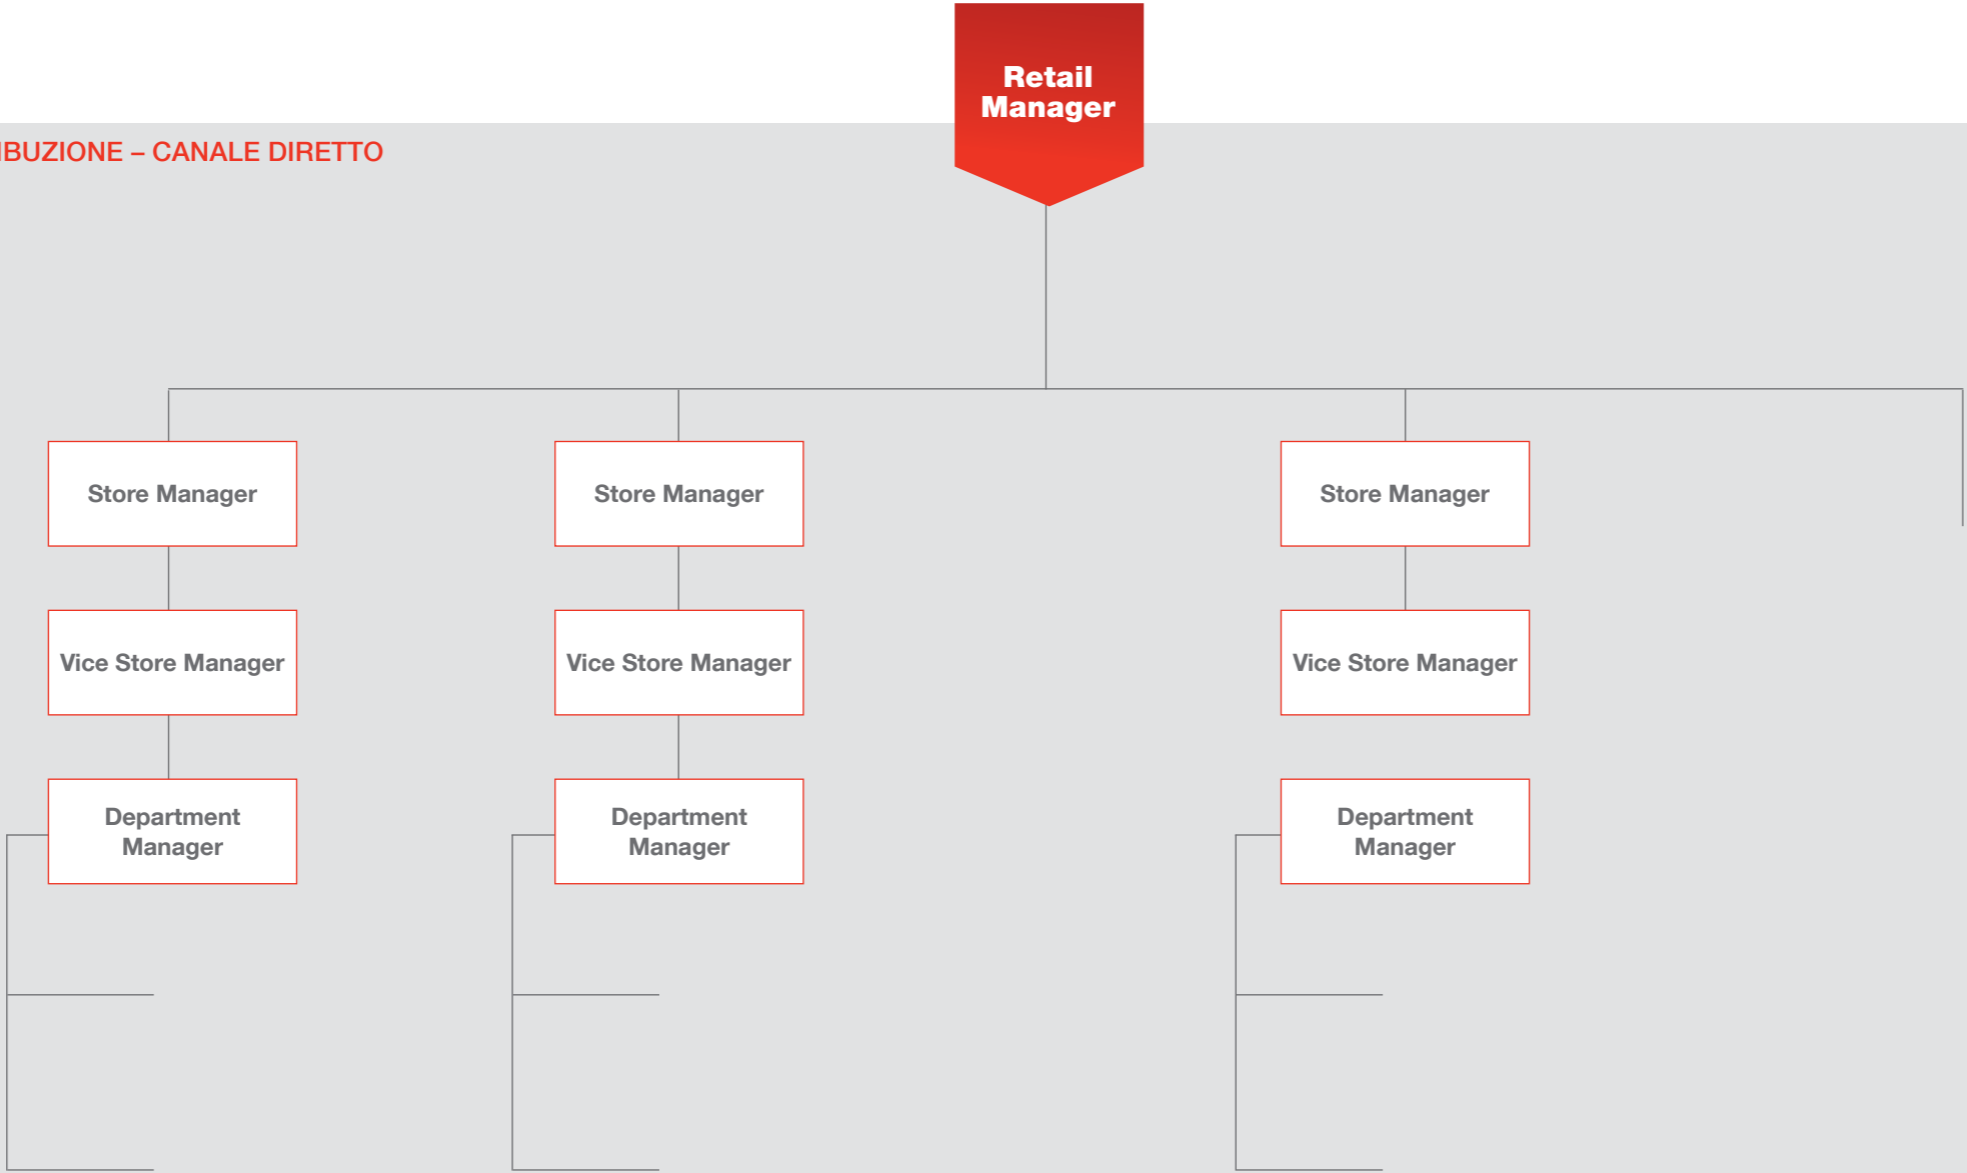 Retail
Manager
IBUZIONE – CANALE DIRETTO
Store Manager
Store Manager
Store Manager
Vice Store Manager
Vice Store Manager
Vice Store Manager
Department
Manager
Department
Manager
Department
Manager